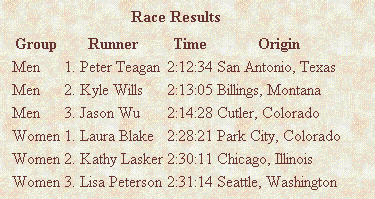 Race Results
Group Runner Time Origin
Men 1. Peter Teagan 2:12:34 San Antonio, Texas
Men 2. Kyle Wills 2:13:05 Billings, Montana
Men 3. Jason Wu 2:14:28 Cutler, Colorado
Women 1. Laura Blake 2:28:21 Park City, Colorado
Women 2. Kathy Lasker 2:30:11 Chicago, Illinois
Women 3. Lisa Peterson 2:31:14 Seattle, Washington